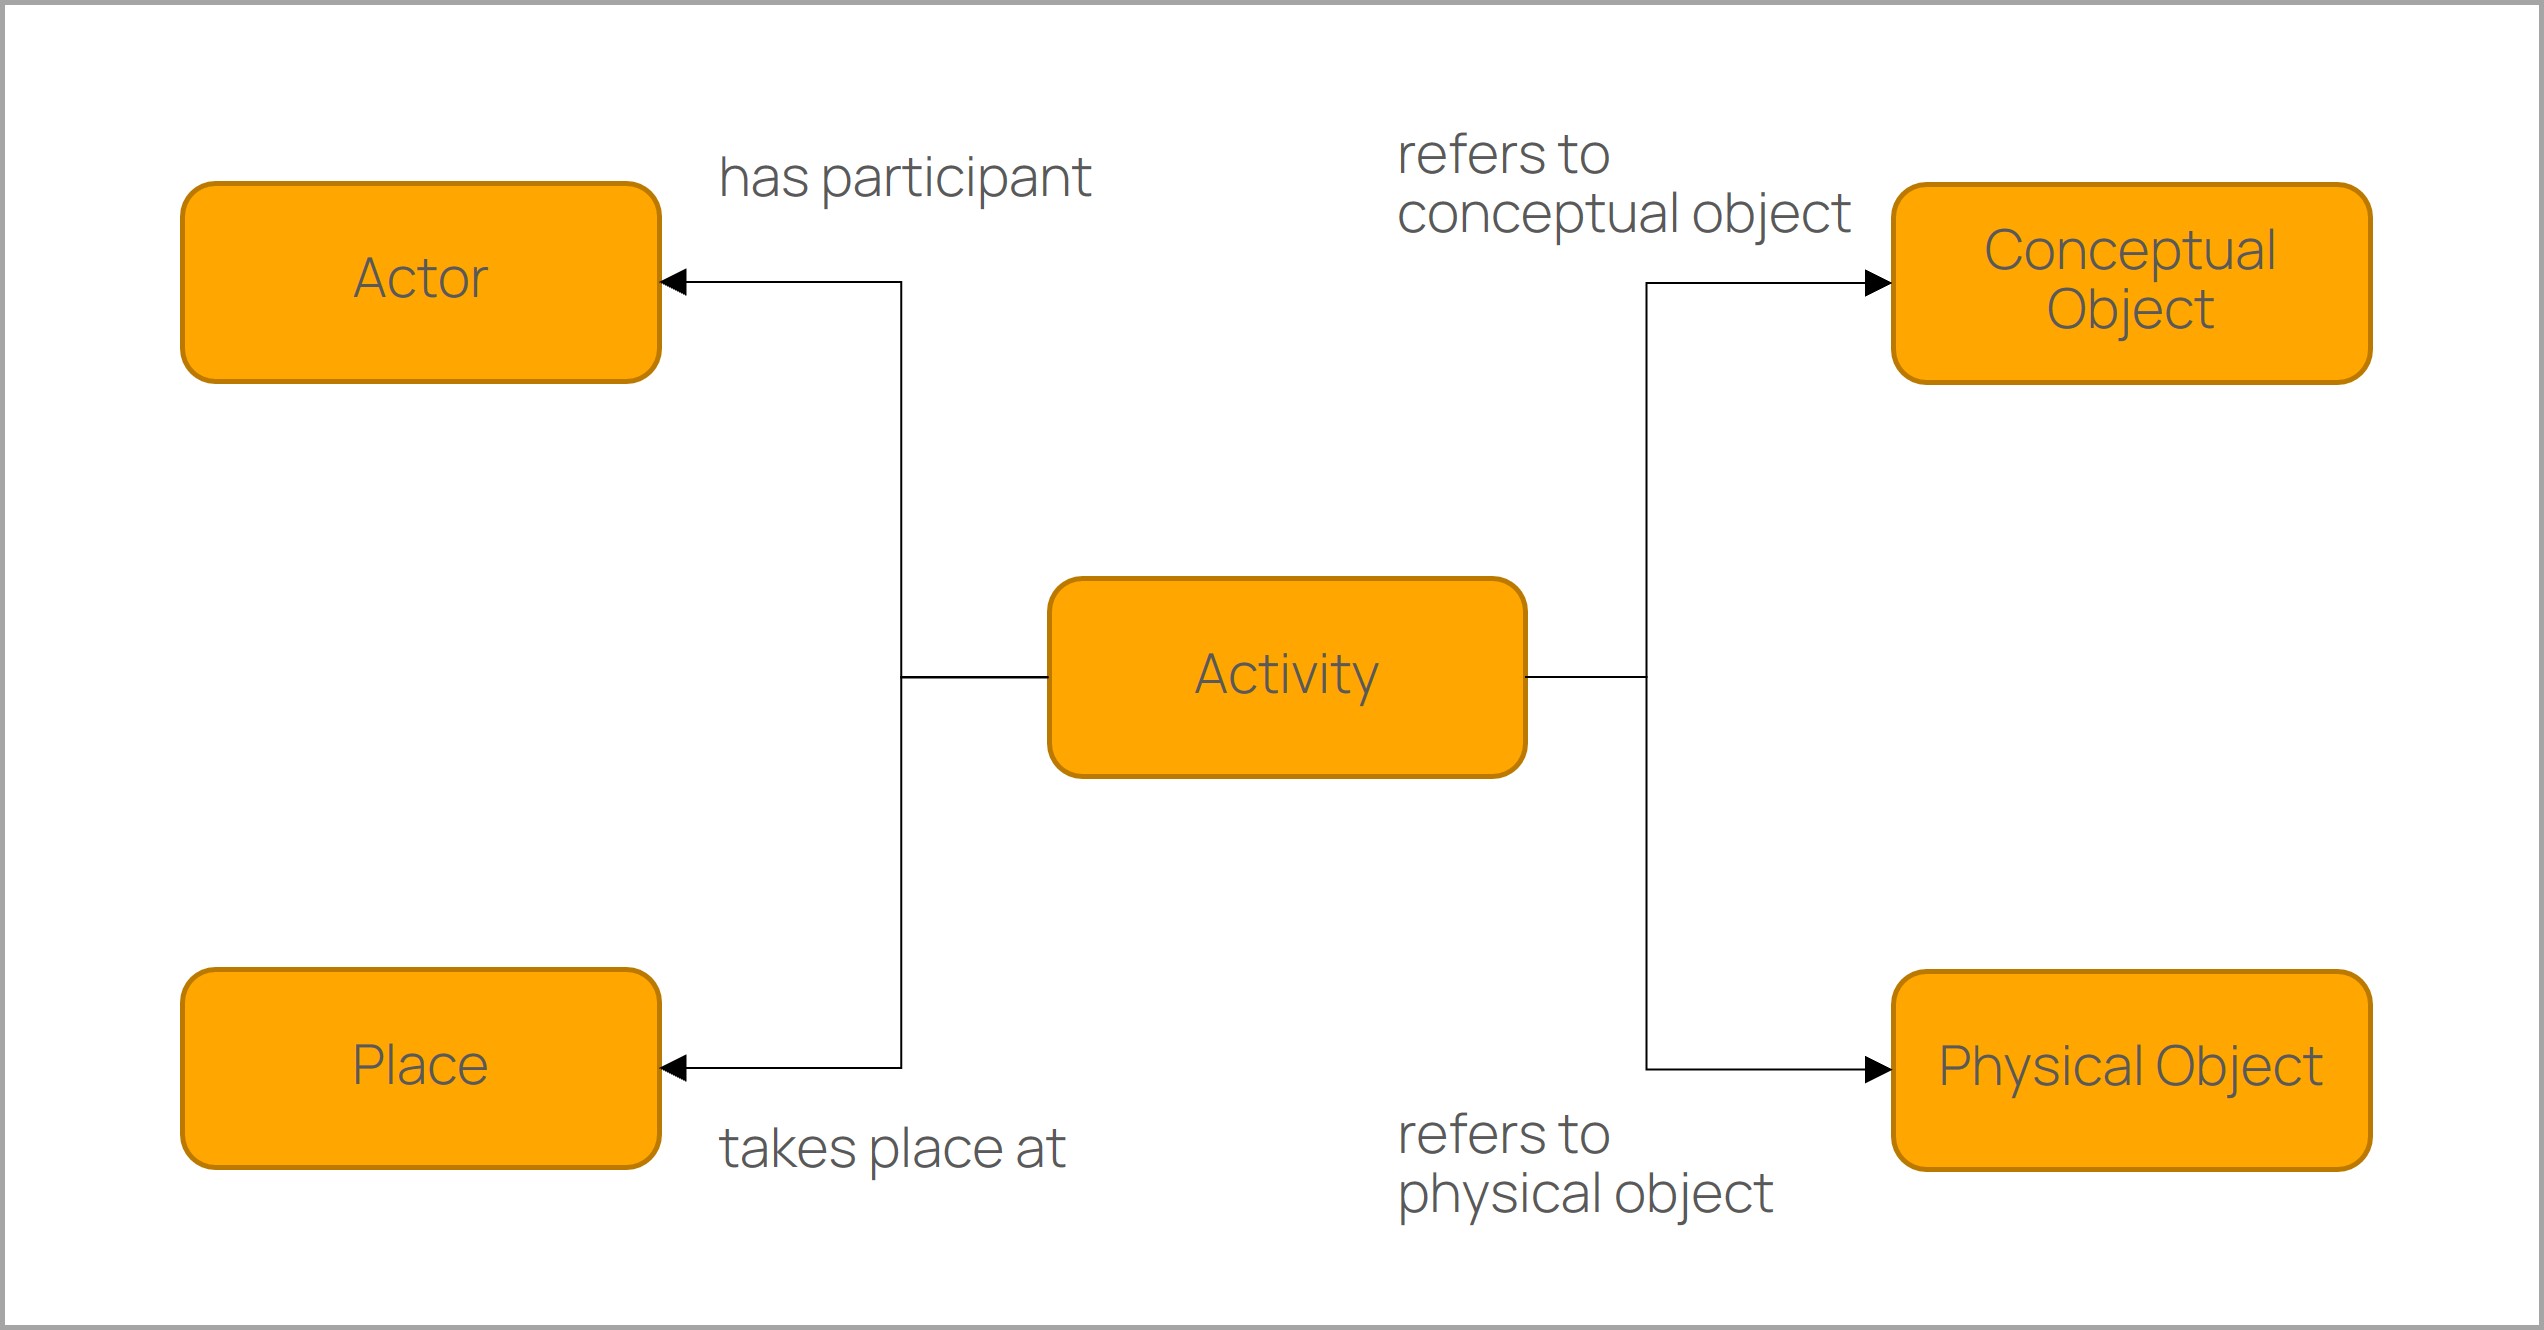 has participant
refers to
conceptual object
Actor
Conceptual
Object
Activity
Place
Physical Object
takes place at
refers to
physical object